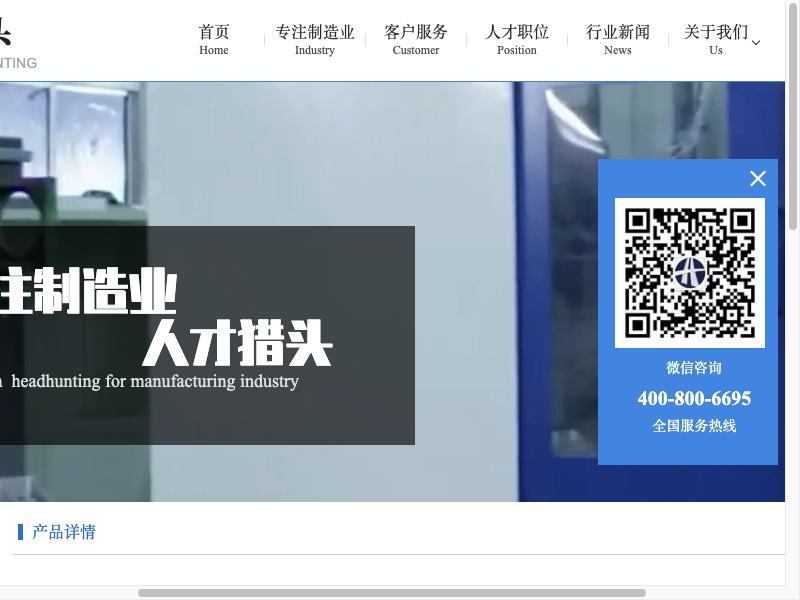 首页
Home
专注制造业
Industry
客户服务
Customer
人才职位
Position
行业新闻
News
关于我们
Us
NTING
注制造业
人才猎头
headhunting for manufacturing industry
微信咨询
400-800-6695
全国服务热线
产品详情